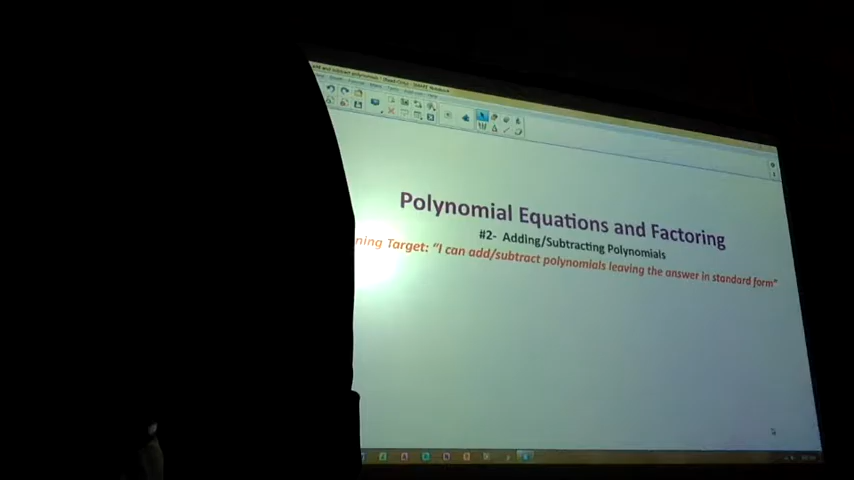 Polynomial Equations and Factoring
#2- Adding/Subtracting Polynomials
ning Target: "I can add/subtract polynomials leaving the answer in standard form"